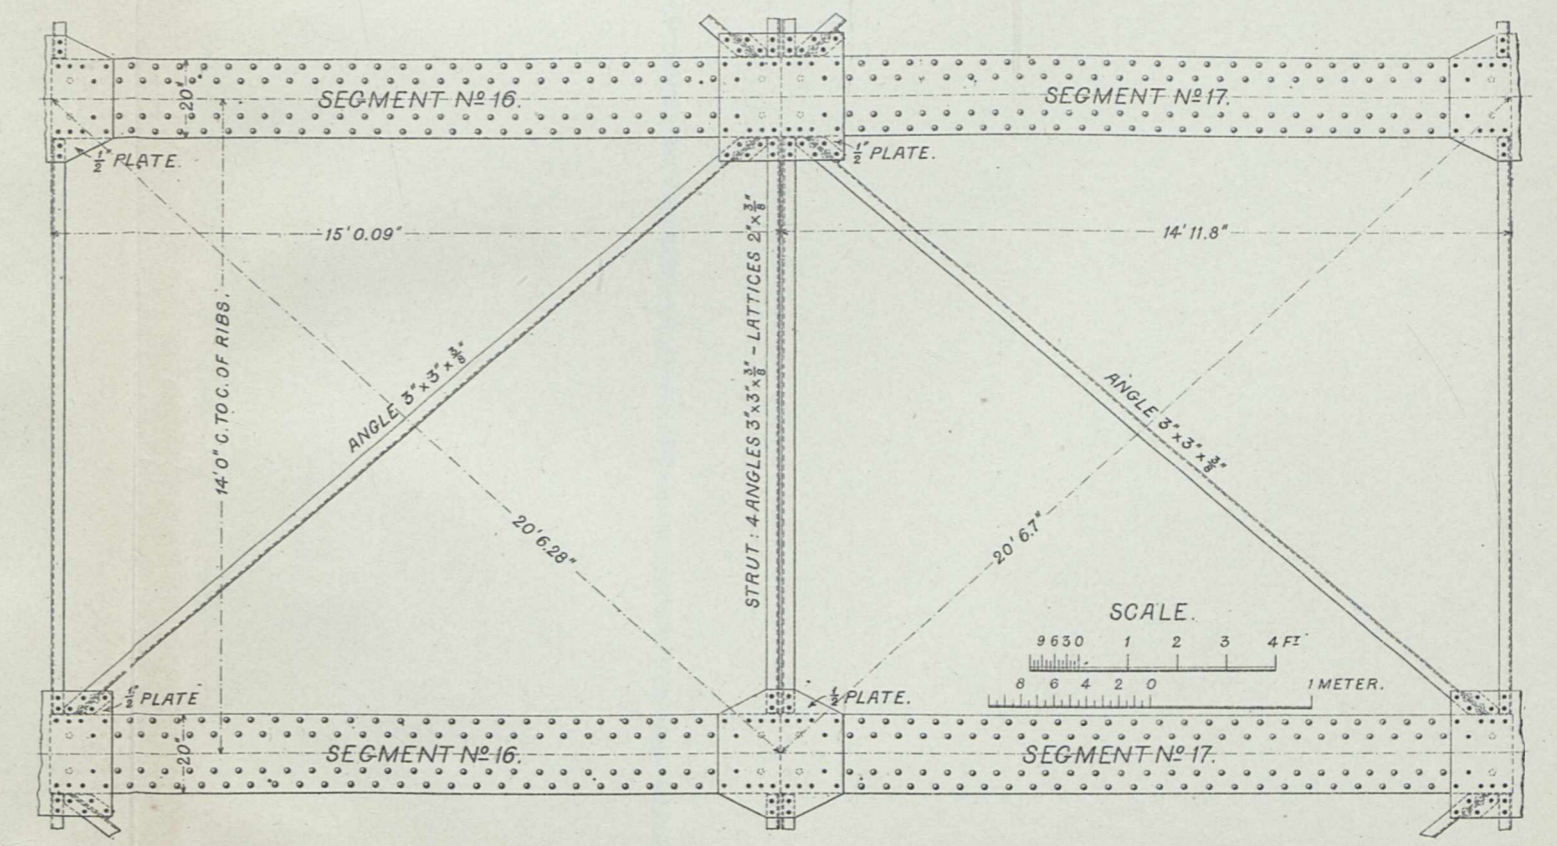 SEGMENT Nº 16.
SEGMENT Nº 17.
20"
½" PLATE.
½" PLATE.
15' 0.09"
14' 11.8"
14' 0" C. TO C. OF RIBS.
ANGLE 3" x 3" x ⅜"
STRUT : 4 ANGLES 3" x 3" x ⅜" – LATTICES 2" x ⅜"
ANGLE 3" x 3" x ⅜"
20' 6.28"
20' 6.7"
SCALE.
9 6 3 0 1 2 3 4 FT
8 6 4 2 0 1 METER.
½" PLATE
½" PLATE.
20"
SEGMENT Nº 16.
SEGMENT Nº 17.